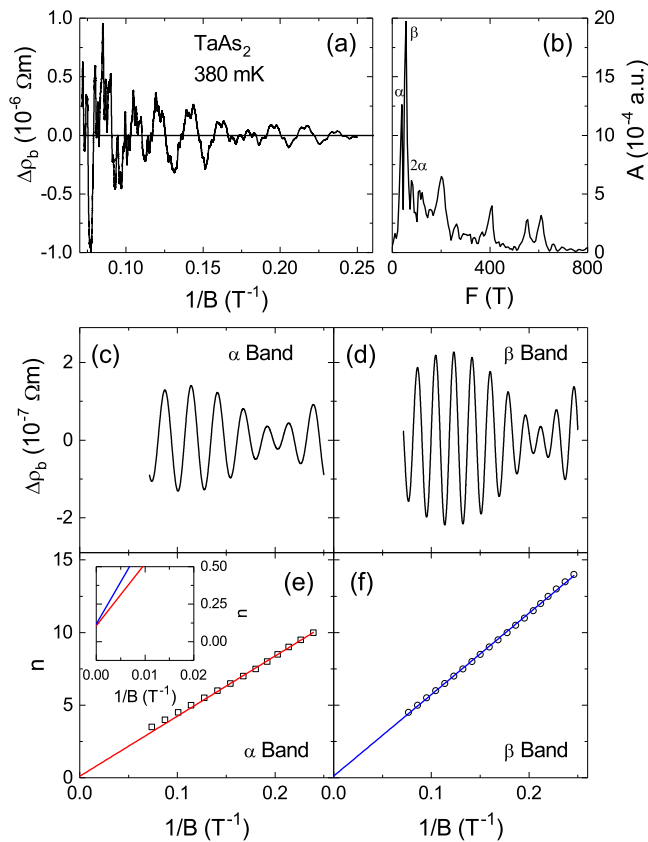 (a)
TaAs₂
380 mK
Δρb (10⁻⁶ Ωm)
1.0
0.5
0.0
-0.5
-1.0
0.10 0.15 0.20 0.25
1/B (T⁻¹)
(b)
β
α
2α
20
15
10
5
0
A (10⁻⁴ a.u.)
0 400 800
F (T)
(c)
α Band
Δρb (10⁻⁷ Ωm)
2
0
-2
(d)
β Band
(e)
n
15
10
5
0
0.50
0.25
0.00
n
0.00 0.01 0.02
1/B (T⁻¹)
α Band
0.0 0.1 0.2
1/B (T⁻¹)
(f)
β Band
0.1 0.2
1/B (T⁻¹)